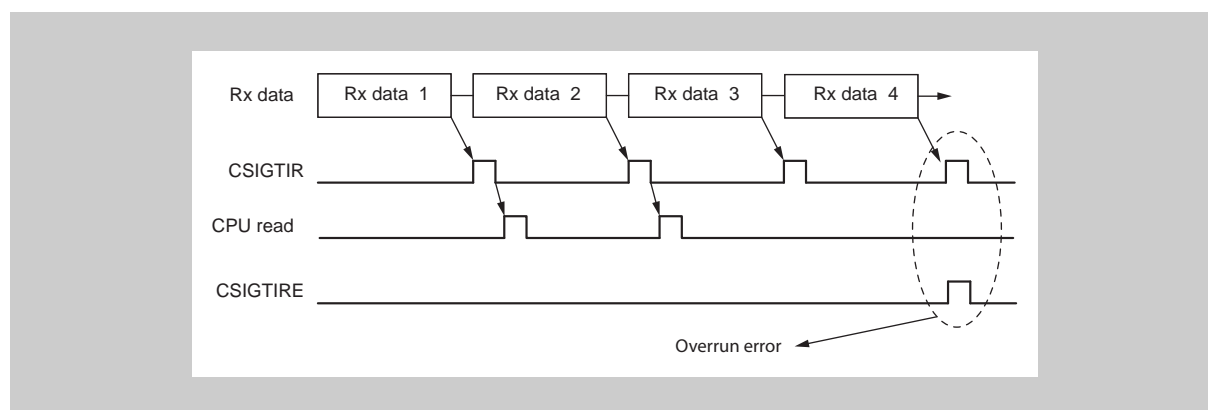 Rx data Rx data 1 Rx data 2 Rx data 3 Rx data 4
CSIGTIR
CPU read
CSIGTIRE
Overrun error